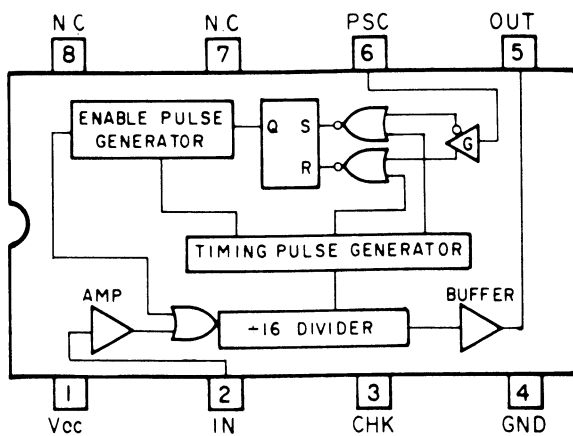 N.C N.C PSC OUT
8 7 6 5
ENABLE PULSE
GENERATOR
Q S
R
G
TIMING PULSE GENERATOR
AMP
BUFFER
-16 DIVIDER
1 2 3 4
Vcc IN CHK GND